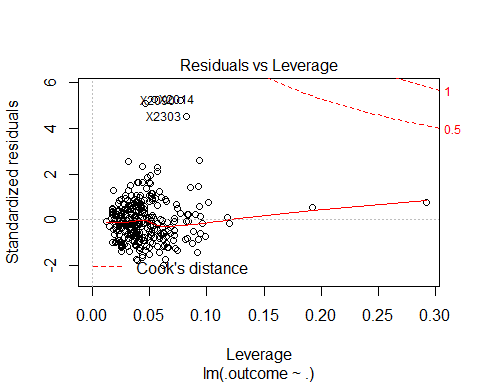 Residuals vs Leverage
Standardized residuals
6
4
2
0
-2
X2014
X2303
1
0.5
Cook's distance
0.00
0.05
0.10
0.15
0.20
0.25
0.30
Leverage
lm(.outcome ~ .)